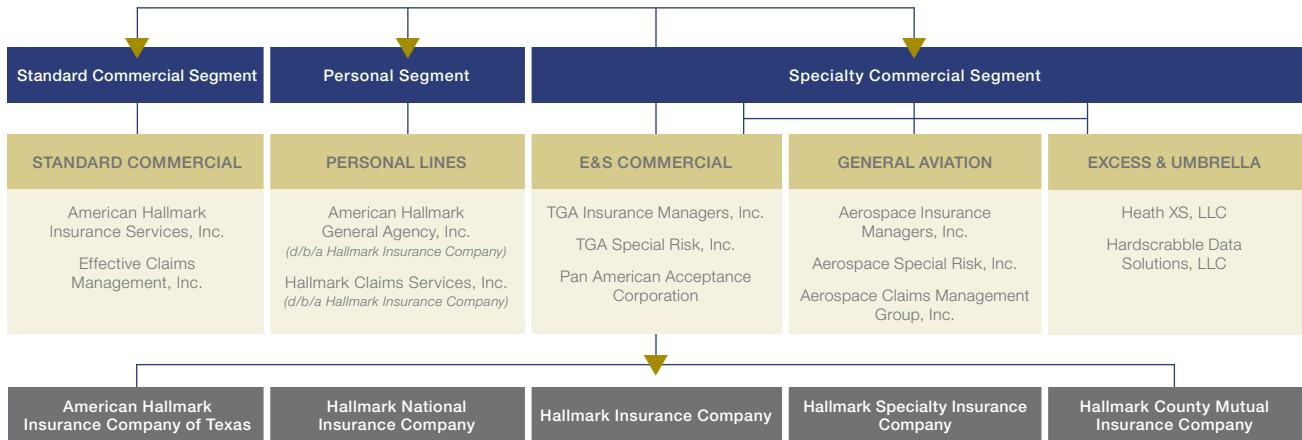 Standard Commercial Segment
Personal Segment
Specialty Commercial Segment
STANDARD COMMERCIAL
American Hallmark
Insurance Services, Inc.
Effective Claims
Management, Inc.
PERSONAL LINES
American Hallmark
General Agency, Inc.
(d/b/a Hallmark Insurance Company)
Hallmark Claims Services, Inc.
(d/b/a Hallmark Insurance Company)
E&S COMMERCIAL
TGA Insurance Managers, Inc.
TGA Special Risk, Inc.
Pan American Acceptance
Corporation
GENERAL AVIATION
Aerospace Insurance
Managers, Inc.
Aerospace Special Risk, Inc.
Aerospace Claims Management
Group, Inc.
EXCESS & UMBRELLA
Heath XS, LLC
Hardscrabble Data
Solutions, LLC
American Hallmark
Insurance Company of Texas
Hallmark National
Insurance Company
Hallmark Insurance Company
Hallmark Specialty Insurance
Company
Hallmark County Mutual
Insurance Company